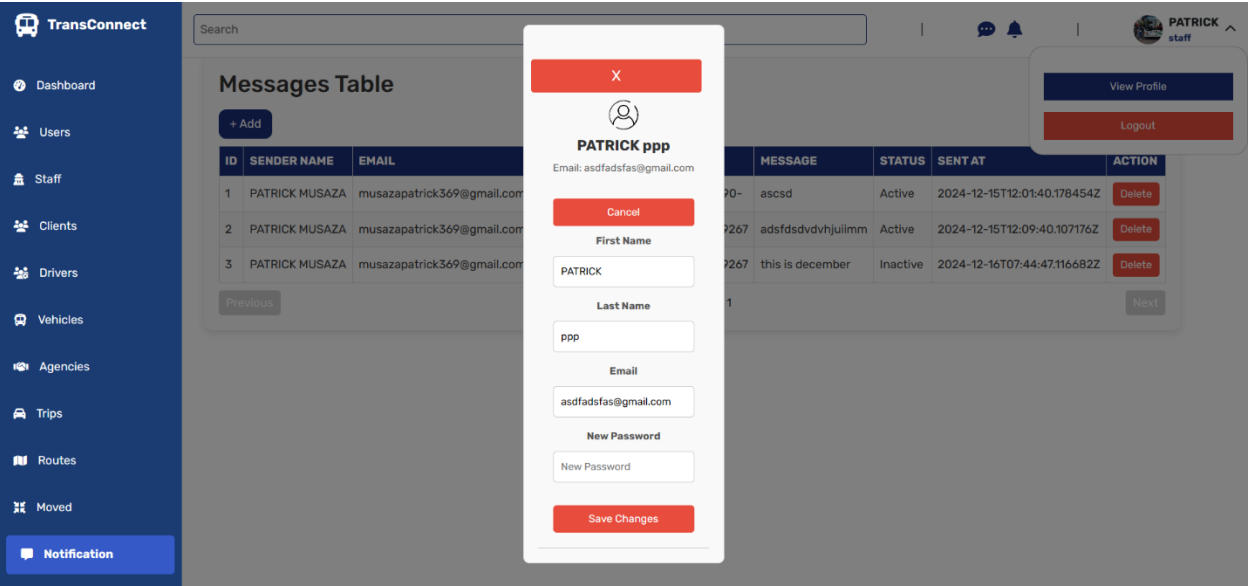 TransConnect
Search
PATRICK
staff
View Profile
Logout
Dashboard
Users
Staff
Clients
Drivers
Vehicles
Agencies
Trips
Routes
Moved
Notification
Messages Table
+ Add
ID SENDER NAME EMAIL MESSAGE STATUS SENT AT ACTION
1 PATRICK MUSAZA musazapatrick369@gmail.com ascsd Active 2024-12-15T12:01:40.178454Z Delete
2 PATRICK MUSAZA musazapatrick369@gmail.com 9267 adsfdsdvdvhjuiimm Active 2024-12-15T12:09:40.107176Z Delete
3 PATRICK MUSAZA musazapatrick369@gmail.com 9267 this is december Inactive 2024-12-16T07:44:47.116682Z Delete
Previous 1 Next
X
PATRICK ppp
Email: asdfadsfas@gmail.com
Cancel
First Name
PATRICK
Last Name
ppp
Email
asdfadsfas@gmail.com
New Password
New Password
Save Changes